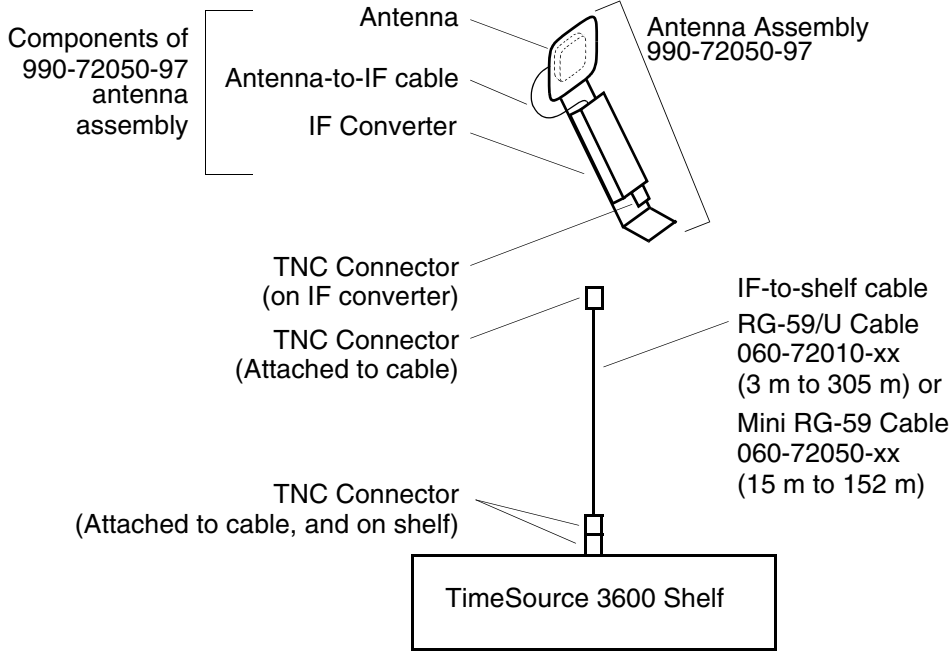 Components of
990-72050-97
antenna
assembly
Antenna
Antenna-to-IF cable
IF Converter
Antenna Assembly
990-72050-97
TNC Connector
(on IF converter)
TNC Connector
(Attached to cable)
IF-to-shelf cable
RG-59/U Cable
060-72010-xx
(3 m to 305 m) or
Mini RG-59 Cable
060-72050-xx
(15 m to 152 m)
TNC Connector
(Attached to cable, and on shelf)
TimeSource 3600 Shelf